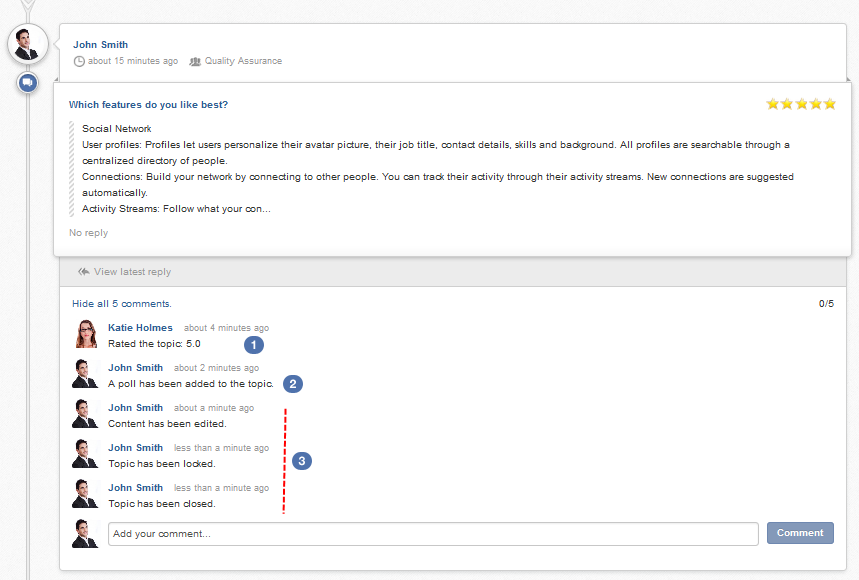 John Smith
about 15 minutes ago Quality Assurance
Which features do you like best?
Social Network
User profiles: Profiles let users personalize their avatar picture, their job title, contact details, skills and background. All profiles are searchable through a
centralized directory of people.
Connections: Build your network by connecting to other people. You can track their activity through their activity streams. New connections are suggested
automatically.
Activity Streams: Follow what your con...
No reply
View latest reply
Hide all 5 comments. 0/5
Katie Holmes about 4 minutes ago
Rated the topic: 5.0 1
John Smith about 2 minutes ago
A poll has been added to the topic. 2
John Smith about a minute ago
Content has been edited.
John Smith less than a minute ago
Topic has been locked. 3
John Smith less than a minute ago
Topic has been closed.
Add your comment... Comment